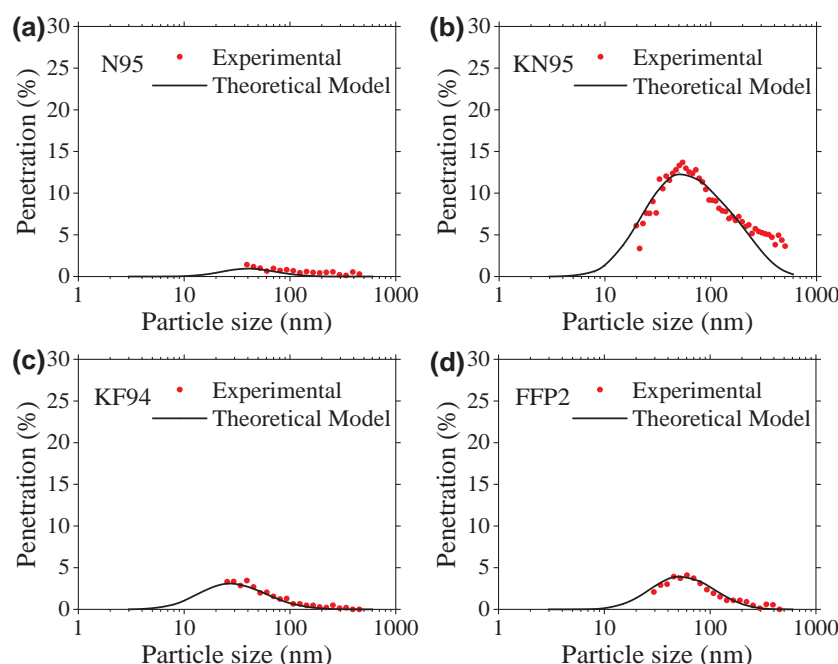 (a)
N95
Experimental
Theoretical Model
Penetration (%)
30
25
20
15
10
5
0
1 10 100 1000
Particle size (nm)
(b)
KN95
Experimental
Theoretical Model
Penetration (%)
30
25
20
15
10
5
0
1 10 100 1000
Particle size (nm)
(c)
KF94
Experimental
Theoretical Model
Penetration (%)
30
25
20
15
10
5
0
1 10 100 1000
Particle size (nm)
(d)
FFP2
Experimental
Theoretical Model
Penetration (%)
30
25
20
15
10
5
0
1 10 100 1000
Particle size (nm)